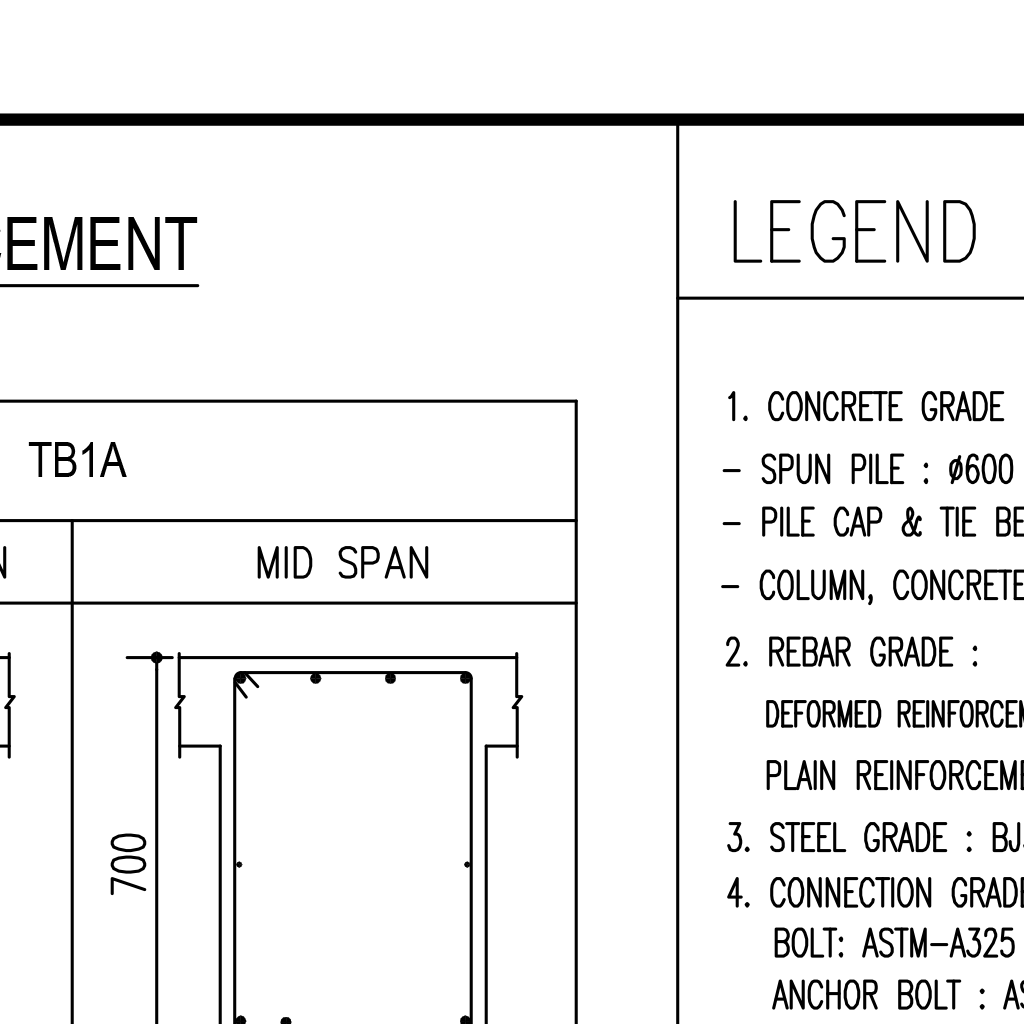 CEMENT
TB1A
N
MID SPAN
700
LEGEND
1. CONCRETE GRADE
- SPUN PILE : ø600
- PILE CAP & TIE BE
- COLUMN, CONCRETE
2. REBAR GRADE :
DEFORMED REINFORCEM
PLAIN REINFORCEME
3. STEEL GRADE : BJ
4. CONNECTION GRADE
BOLT: ASTM-A325
ANCHOR BOLT : AS